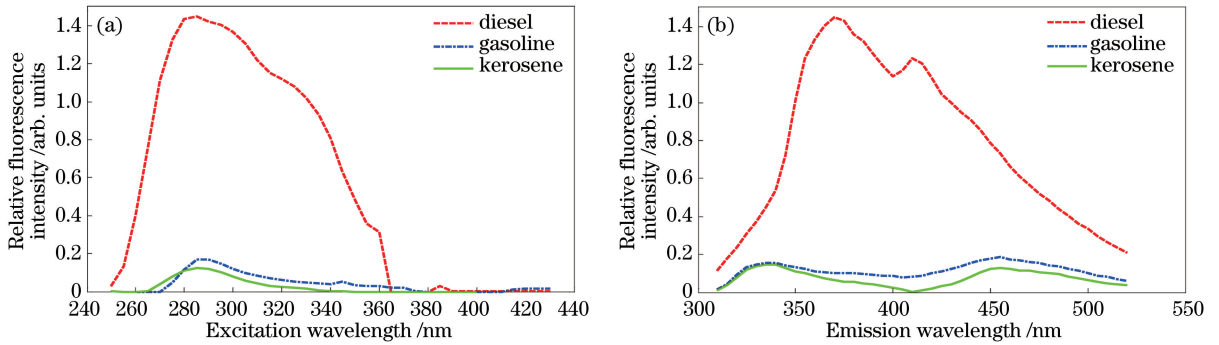 (a)
diesel
gasoline
kerosene
Relative fluorescence
intensity /arb. units
1.4
1.2
1.0
0.8
0.6
0.4
0.2
0
240 260 280 300 320 340 360 380 400 420 440
Excitation wavelength /nm
(b)
diesel
gasoline
kerosene
Relative fluorescence
intensity /arb. units
1.4
1.2
1.0
0.8
0.6
0.4
0.2
0
300 350 400 450 500 550
Emission wavelength /nm